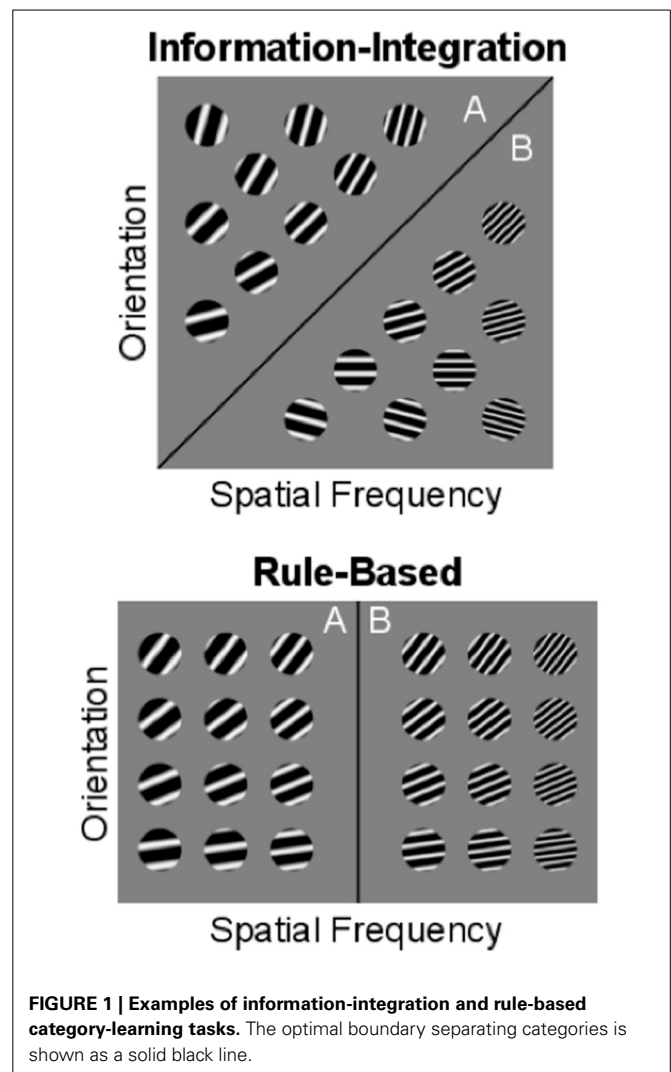 Information-Integration
A
B
Orientation
Spatial Frequency
Rule-Based
A B
Orientation
Spatial Frequency
FIGURE 1 | Examples of information-integration and rule-based
category-learning tasks. The optimal boundary separating categories is
shown as a solid black line.